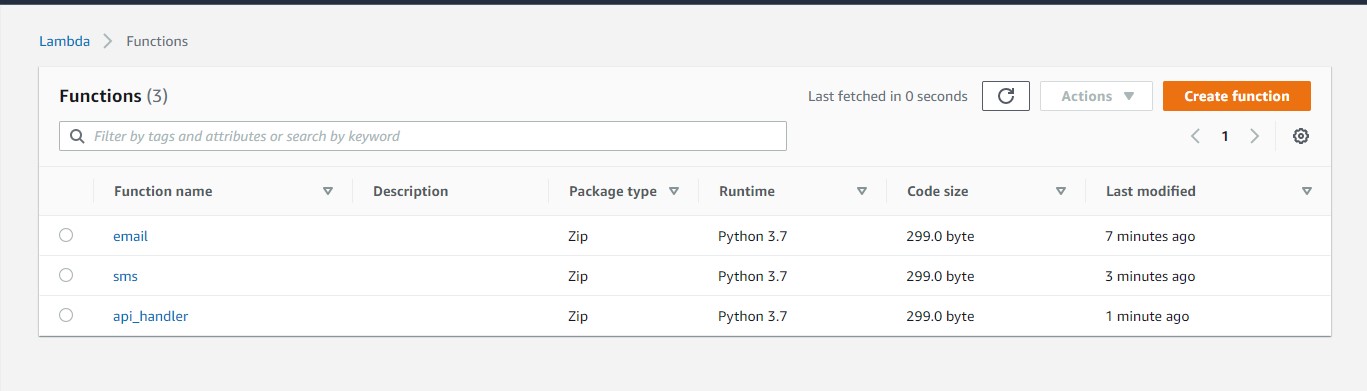 Lambda > Functions
Functions (3) Last fetched in 0 seconds Actions Create function
Filter by tags and attributes or search by keyword 1
Function name Description Package type Runtime Code size Last modified
email Zip Python 3.7 299.0 byte 7 minutes ago
sms Zip Python 3.7 299.0 byte 3 minutes ago
api_handler Zip Python 3.7 299.0 byte 1 minute ago